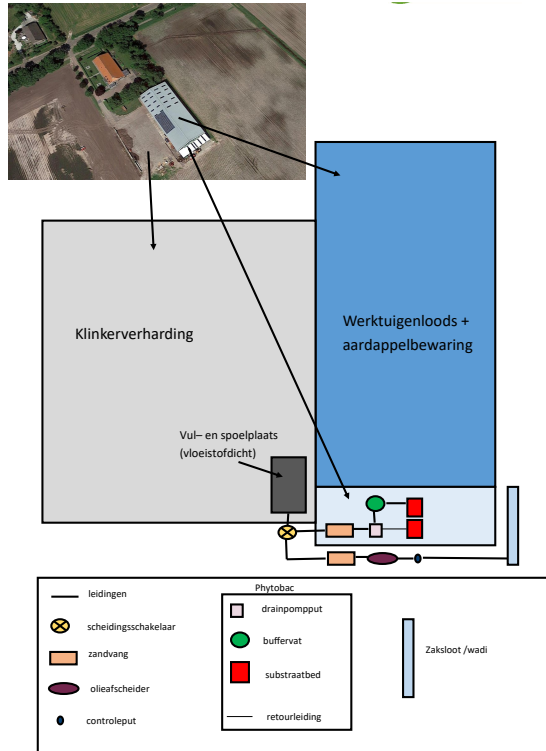 Klinkerverharding
Werktuigenloods +
aardappelbewaring
Vul– en spoelplaats
(vloeistofdicht)
leidingen
scheidingsschakelaar
zandvang
olieafscheider
controleput
Phytobac
drainpompput
buffervat
substraatbed
retourleiding
Zaksloot /wadi